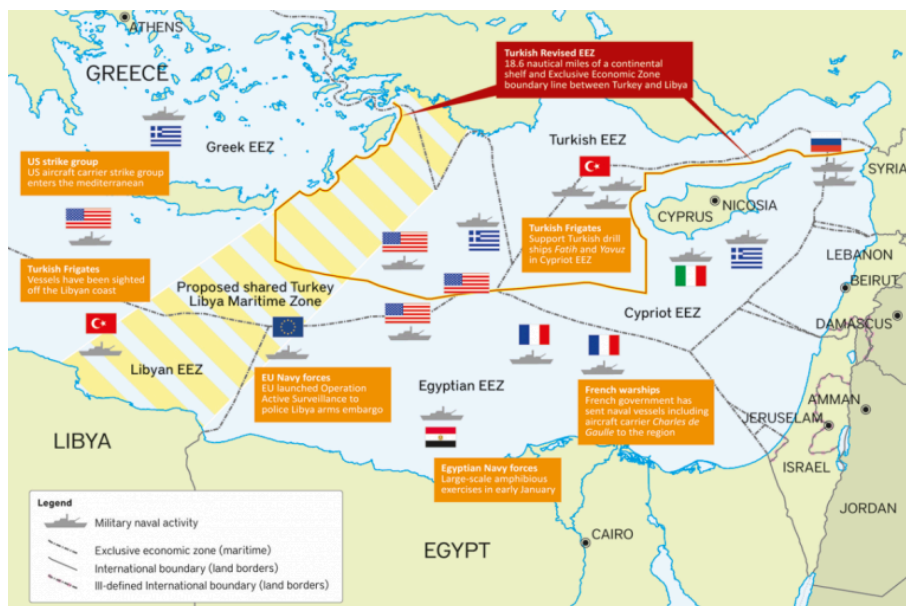 ATHENS
GREECE
Turkish Revised EEZ
18.6 nautical miles of a continental
shelf and Exclusive Economic Zone
boundary line between Turkey and Libya
Greek EEZ
Turkish EEZ
US strike group
US aircraft carrier strike group
enters the mediterranean
SYRIA
CYPRUS
NICOSIA
Turkish Frigates
Support Turkish drill
ships Fatih and Yavuz
in Cypriot EEZ
Turkish Frigates
Vessels have been sighted
off the Libyan coast
LEBANON
BEIRUT
Proposed shared Turkey
Libya Maritime Zone
Cypriot EEZ
DAMASCUS
Libyan EEZ
EU Navy forces
EU launched Operation
Active Surveillance to
police Libya arms embargo
Egyptian EEZ
French warships
French government has
sent naval vessels including
aircraft carrier Charles de
Gaulle to the region
AMMAN
JERUSELAM
LIBYA
ISRAEL
Egyptian Navy forces
Large-scale amphibious
exercises in early January
JORDAN
Legend
Military naval activity
Exclusive economic zone (maritime)
International boundary (land borders)
Ill-defined International boundary (land borders)
EGYPT
CAIRO